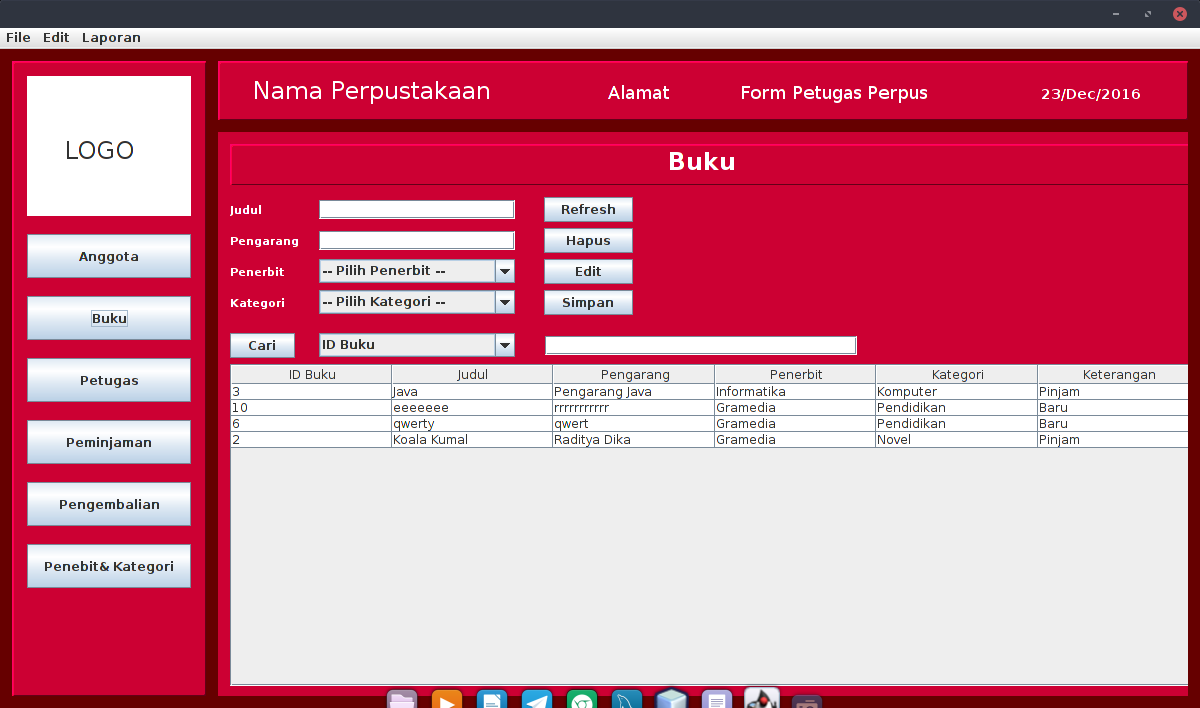 File Edit Laporan
LOGO
Nama Perpustakaan Alamat Form Petugas Perpus 23/Dec/2016
Anggota
Buku
Petugas
Peminjaman
Pengembalian
Penebit& Kategori
Buku
Judul Refresh
Pengarang Hapus
Penerbit -- Pilih Penerbit -- Edit
Kategori -- Pilih Kategori -- Simpan
Cari ID Buku
ID Buku Judul Pengarang Penerbit Kategori Keterangan
3 Java Pengarang Java Informatika Komputer Pinjam
10 eeeeeee rrrrrrrrrrr Gramedia Pendidikan Baru
6 qwerty qwert Gramedia Pendidikan Baru
2 Koala Kumal Raditya Dika Gramedia Novel Pinjam